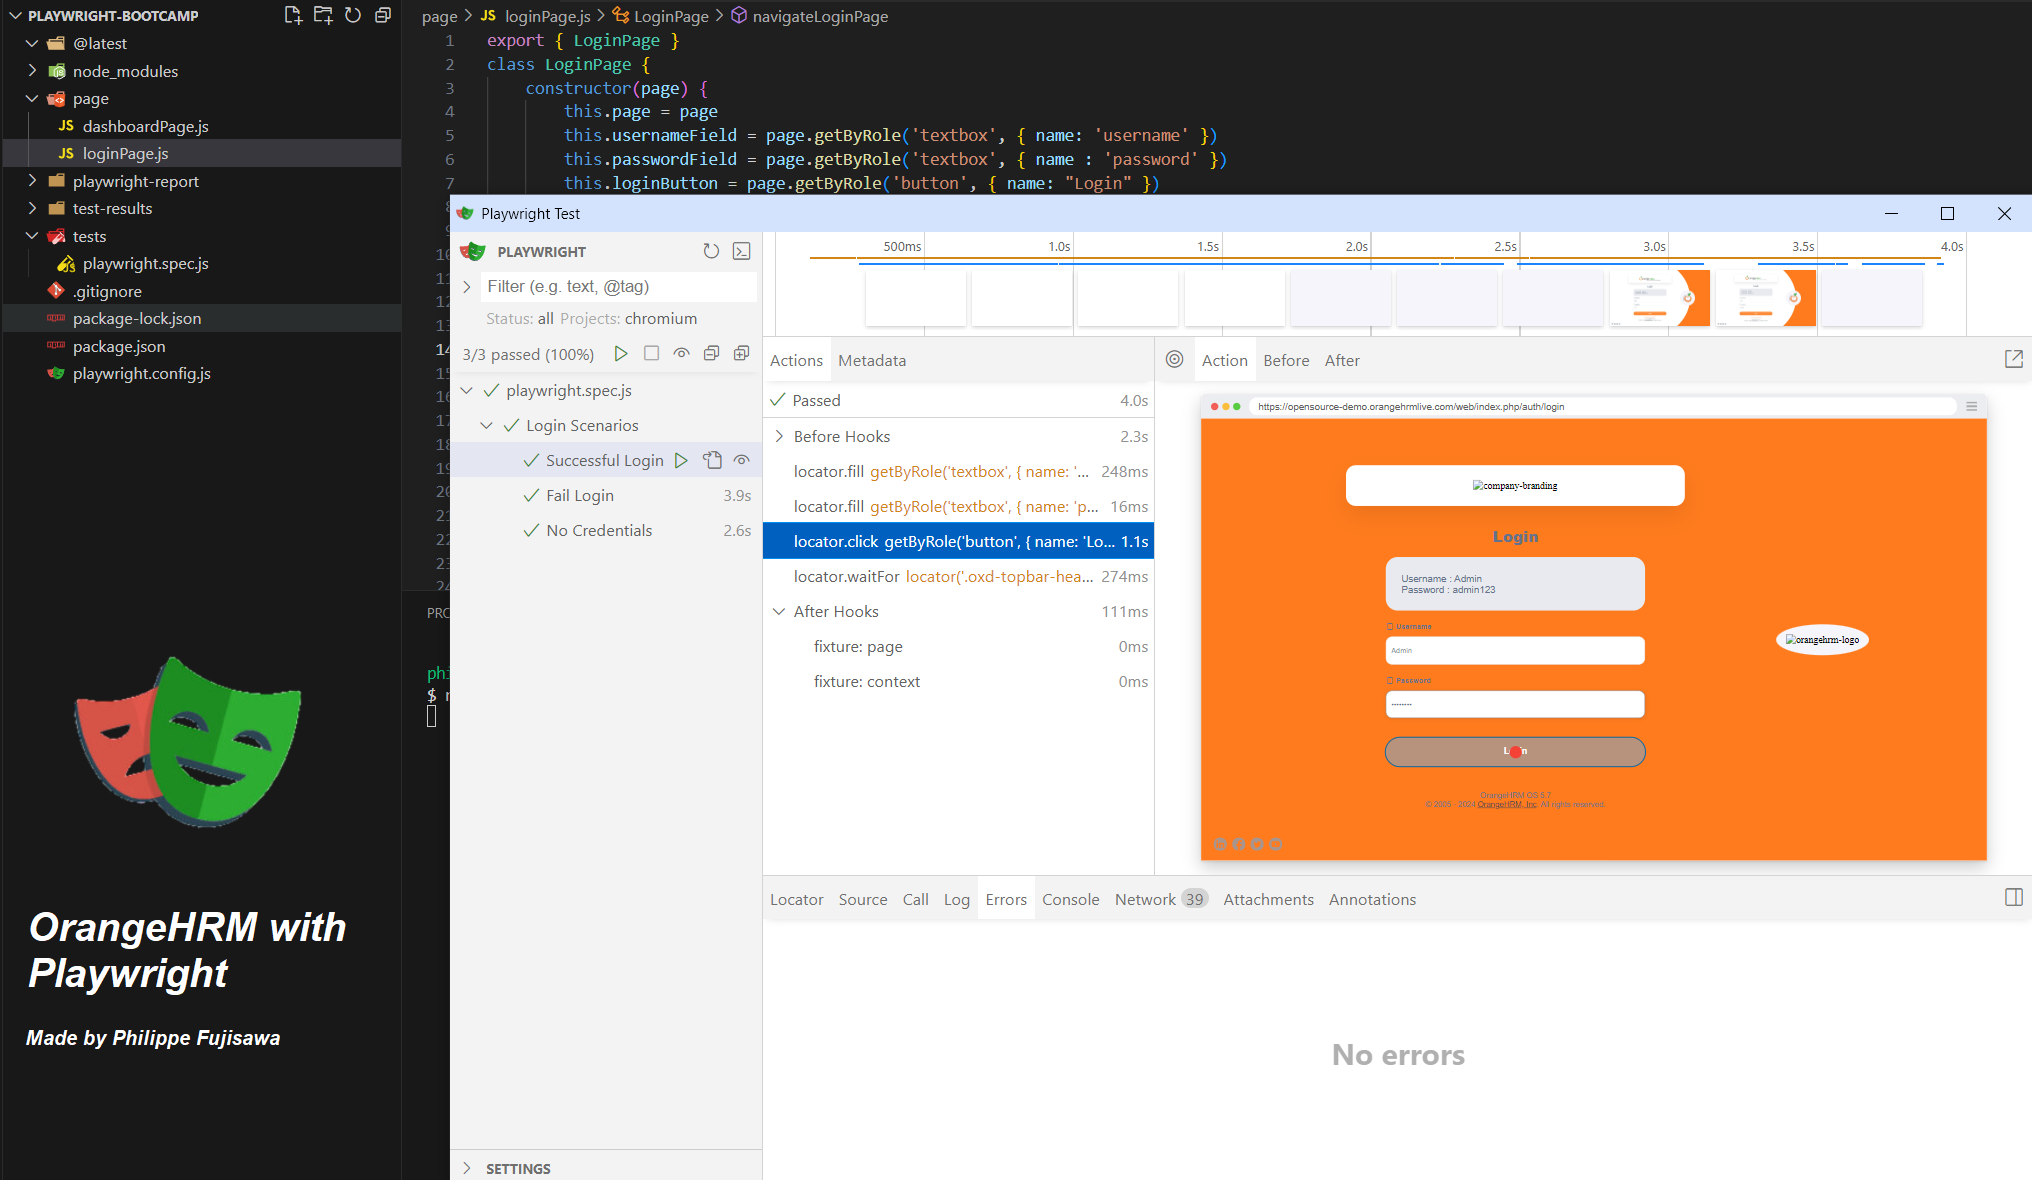 PLAYWRIGHT-BOOTCAMP
@latest
node_modules
page
JS dashboardPage.js
JS loginPage.js
playwright-report
test-results
tests
playwright.spec.js
.gitignore
package-lock.json
package.json
playwright.config.js
OrangeHRM with
Playwright
Made by Philippe Fujisawa
page > JS loginPage.js > LoginPage > navigateLoginPage
1 export { LoginPage }
2 class LoginPage {
3 constructor(page) {
4 this.page = page
5 this.usernameField = page.getByRole('textbox', { name: 'username' })
6 this.passwordField = page.getByRole('textbox', { name : 'password' })
7 this.loginButton = page.getByRole('button', { name: "Login" })
14
$
Playwright Test
PLAYWRIGHT
Filter (e.g. text, @tag)
Status: all Projects: chromium
3/3 passed (100%)
playwright.spec.js
Login Scenarios
Successful Login
Fail Login 3.9s
No Credentials 2.6s
SETTINGS
500ms 1.0s 1.5s 2.0s 2.5s 3.0s 3.5s 4.0s
Actions Metadata
Passed 4.0s
Before Hooks 2.3s
locator.fill getByRole('textbox', { name: '... 248ms
locator.fill getByRole('textbox', { name: 'p... 16ms
locator.click getByRole('button', { name: 'Lo... 1.1s
locator.waitFor locator('.oxd-topbar-hea... 274ms
After Hooks 111ms
fixture: page 0ms
fixture: context 0ms
Action Before After
https://opensource-demo.orangehrmlive.com/web/index.php/auth/login
company-branding
Login
Username : Admin
Password : admin123
Username
Admin
Password
Login
orangehrm-logo
OrangeHRM OS 5.7
© 2005 - 2024 OrangeHRM, Inc. All rights reserved.
Locator Source Call Log Errors Console Network 39 Attachments Annotations
No errors